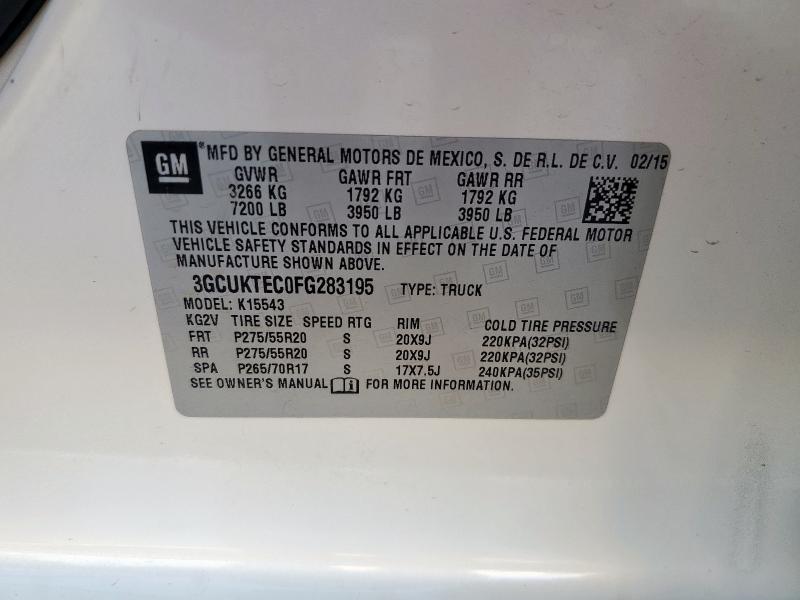 GM ® MFD BY GENERAL MOTORS DE MEXICO, S. DE R.L. DE C.V. 02/15
GVWR GAWR FRT GAWR RR
3266 KG 1792 KG 1792 KG
7200 LB 3950 LB 3950 LB
THIS VEHICLE CONFORMS TO ALL APPLICABLE U.S. FEDERAL MOTOR
VEHICLE SAFETY STANDARDS IN EFFECT ON THE DATE OF
MANUFACTURE SHOWN ABOVE.
3GCUKTEC0FG283195 TYPE: TRUCK
MODEL: K15543
KG2V TIRE SIZE SPEED RTG RIM COLD TIRE PRESSURE
FRT P275/55R20 S 20X9J 220KPA(32PSI)
RR P275/55R20 S 20X9J 220KPA(32PSI)
SPA P265/70R17 S 17X7.5J 240KPA(35PSI)
SEE OWNER'S MANUAL FOR MORE INFORMATION.